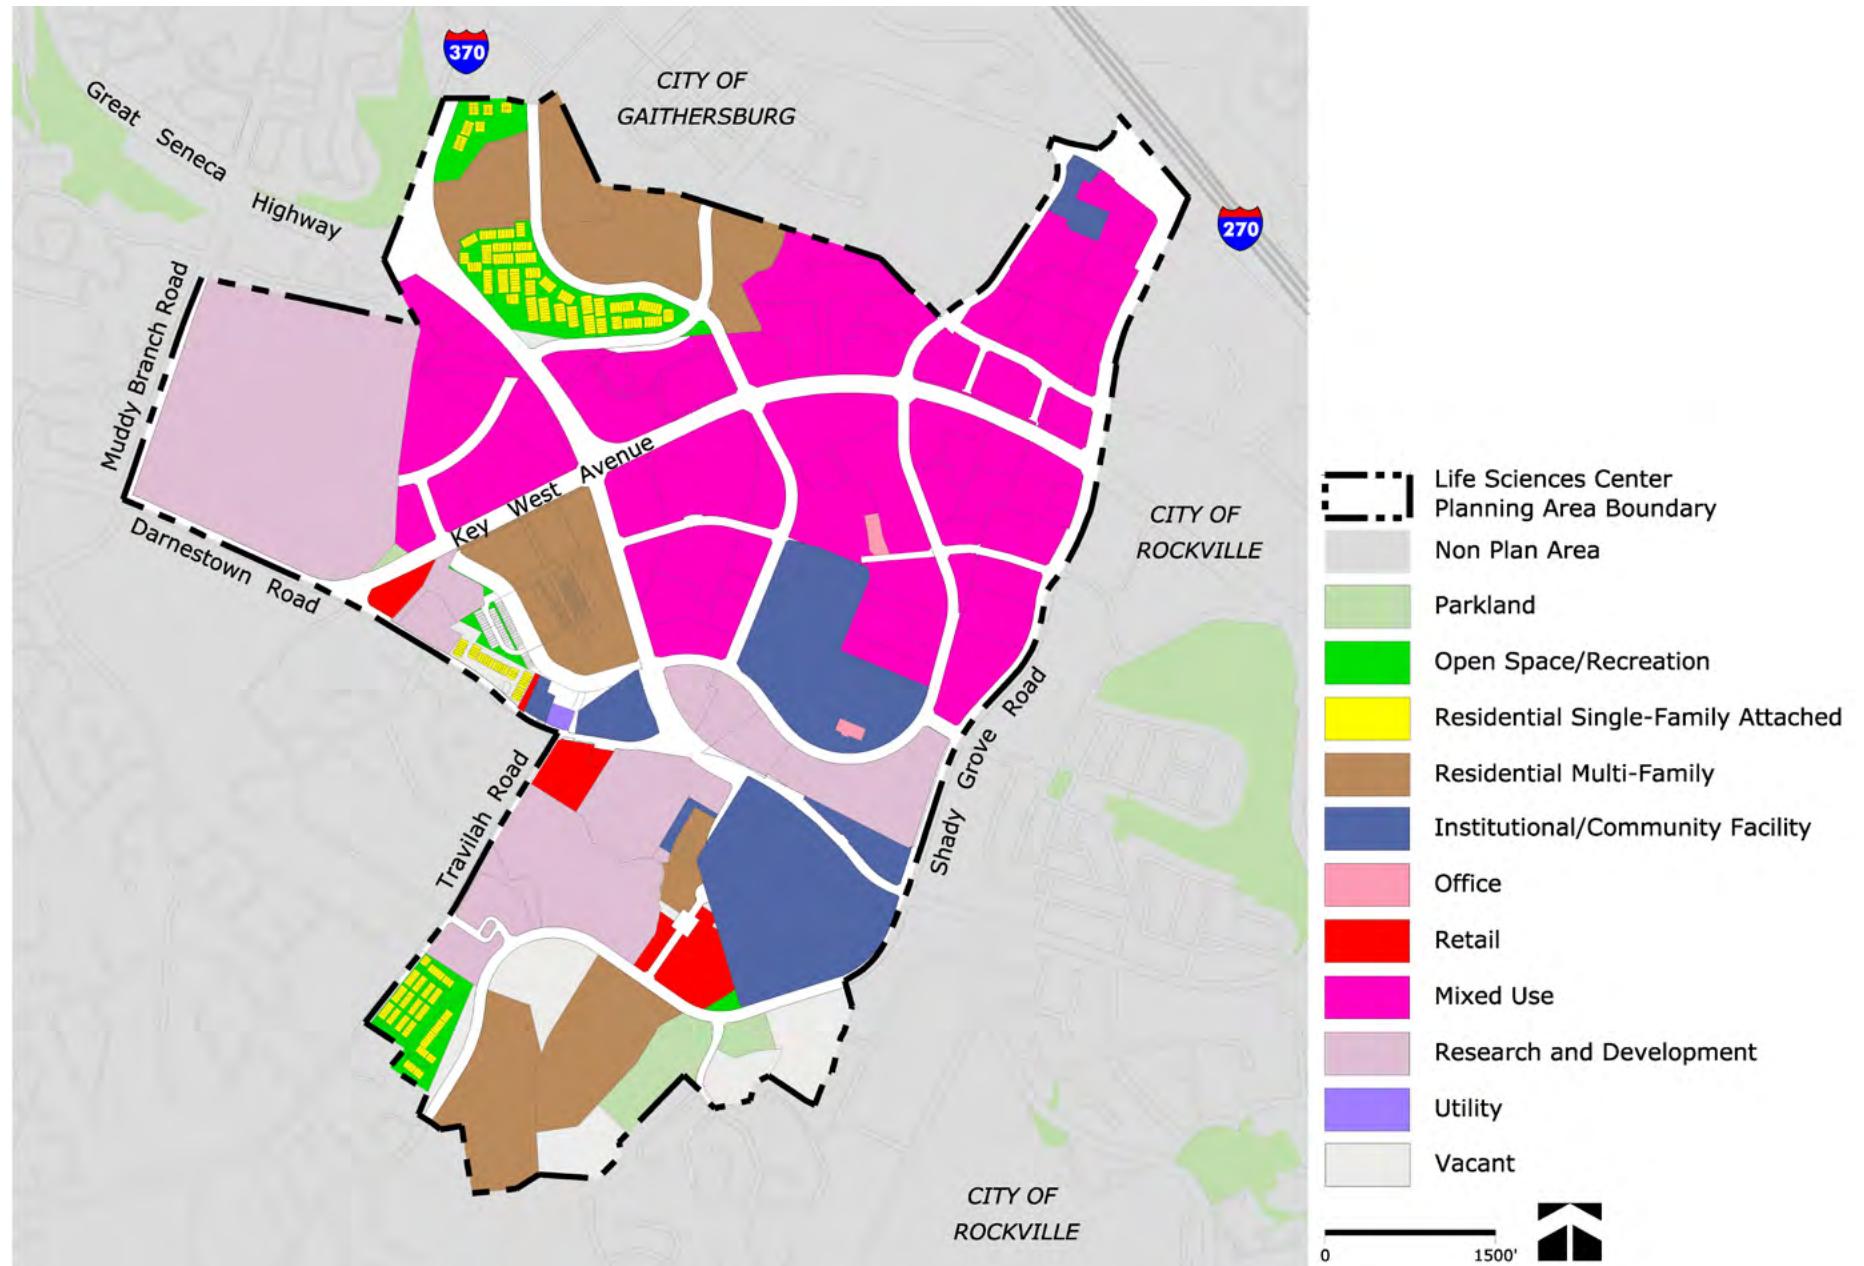 370
CITY OF
GAITHERSBURG
Great Seneca Highway
270
Muddy Branch Road
Key West Avenue
Darnestown Road
CITY OF
ROCKVILLE
Shady Grove Road
Travilah Road
CITY OF
ROCKVILLE
Life Sciences Center
Planning Area Boundary
Non Plan Area
Parkland
Open Space/Recreation
Residential Single-Family Attached
Residential Multi-Family
Institutional/Community Facility
Office
Retail
Mixed Use
Research and Development
Utility
Vacant
0 1500'